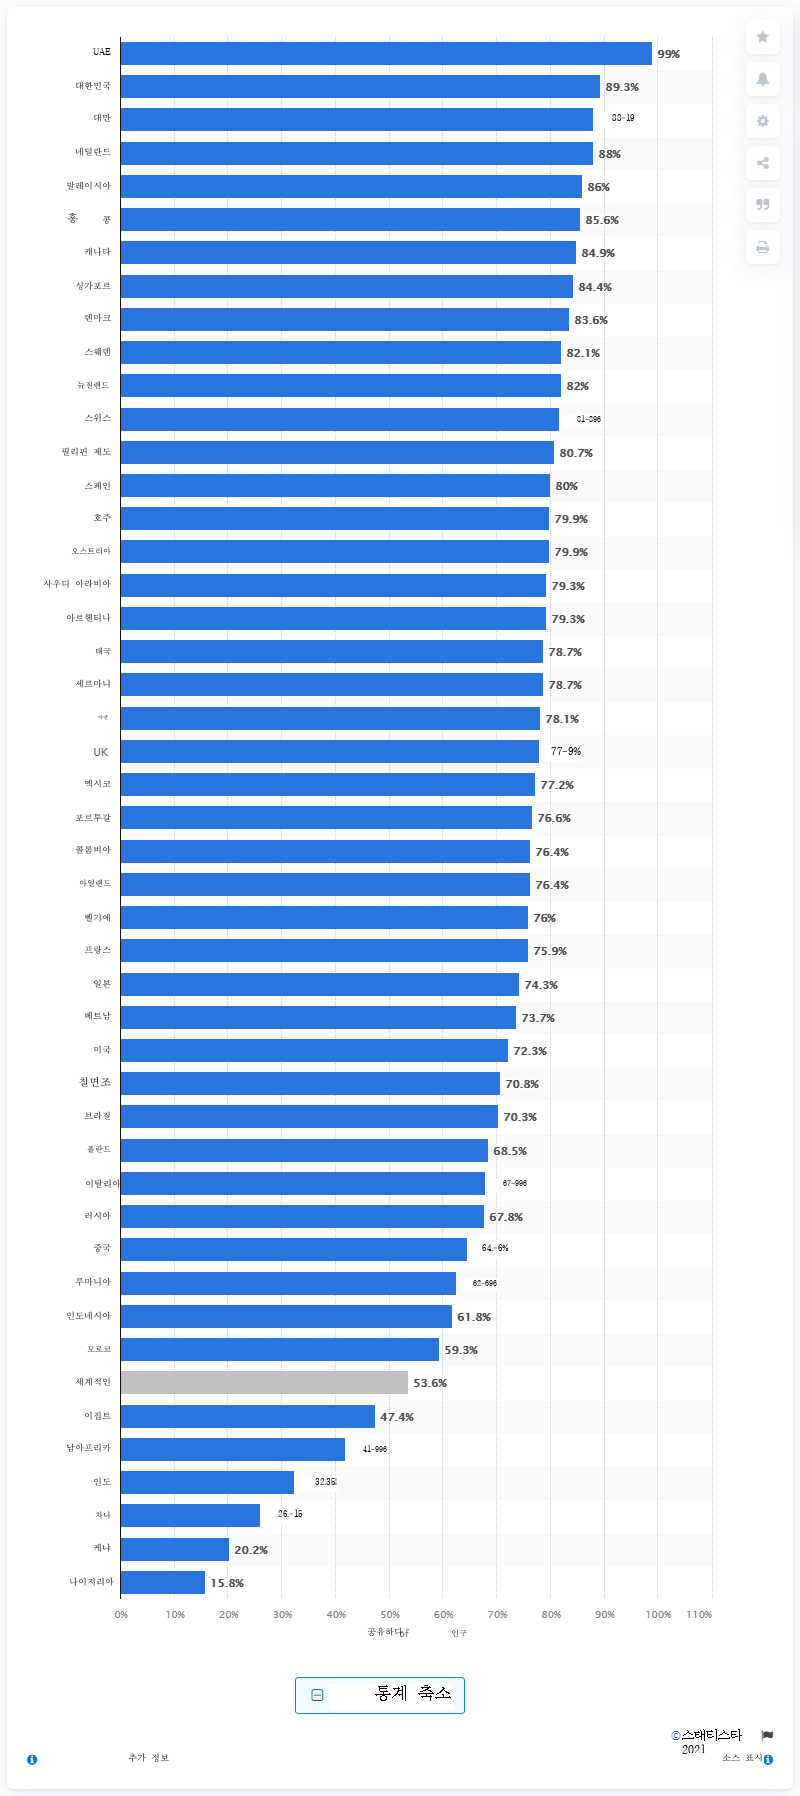 UAE 99%
대한민국 89.3%
대만 88-19
네덜란드 88%
말레이시아 86%
홍 콩 85.6%
캐나다 84.9%
싱가포르 84.4%
덴마크 83.6%
스웨덴 82.1%
뉴질랜드 82%
스위스 81-896
필리핀 제도 80.7%
스페인 80%
호주 79.9%
오스트리아 79.9%
사우디 아라비아 79.3%
아르헨티나 79.3%
태국 78.7%
세르마니 78.7%
78.1%
UK 77-9%
멕시코 77.2%
포르투갈 76.6%
콜롬비아 76.4%
아일랜드 76.4%
벨기에 76%
프랑스 75.9%
일본 74.3%
베트남 73.7%
미국 72.3%
칠면조 70.8%
브라질 70.3%
폴란드 68.5%
이탈리아 67-996
러시아 67.8%
중국 64.-6%
루마니아 62-696
인도네시아 61.8%
모로코 59.3%
세계적인 53.6%
이집트 47.4%
남아프리카 41-996
인도
26.-15
케냐 20.2%
나이지리아 15.8%
0% 10% 20% 30% 40% 50% 60% 70% 80% 90% 100% 110%
공유하다 of 인구
통계 축소
©스태티스타
2021
추가 정보 소스 표시